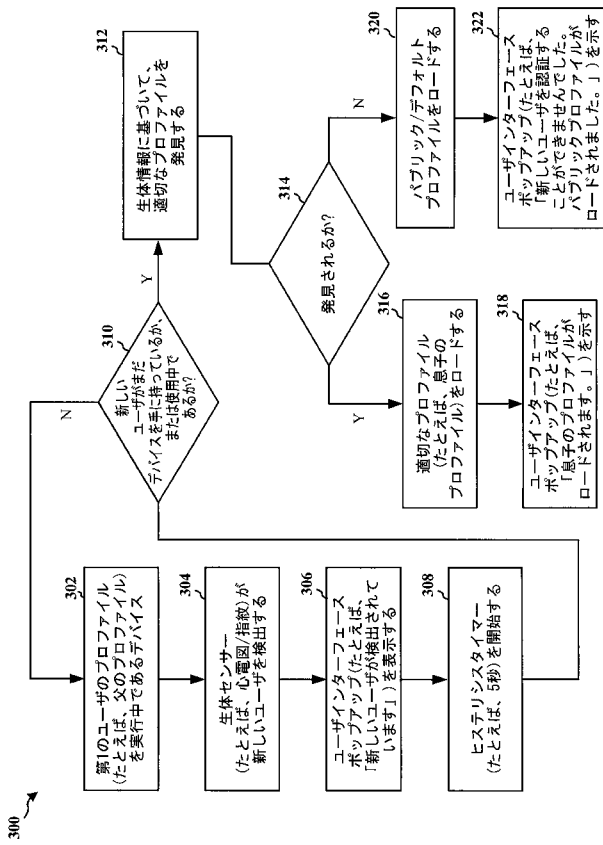 300
302
第1のユーザのプロファイル
(たとえば、父のプロファイル)
を実行中であるデバイス
304
生体センサー
(たとえば、心電図/指紋)が
新しいユーザを検出する
306
ユーザインターフェース
ポップアップ(たとえば、
「新しいユーザが検出されて
います」)を表示する
308
ヒステリシスタイマー
(たとえば、5秒)を開始する
310
新しい
ユーザがまだ
デバイスを手に持っているか、
または使用中で
あるか?
N
Y
312
生体情報に基づいて、
適切なプロファイルを
発見する
314
発見されるか?
Y
N
316
適切なプロファイル
(たとえば、息子の
プロファイル)をロードする
318
ユーザインターフェース
ポップアップ(たとえば、
「息子のプロファイルが
ロードされます。」)を示す
320
パブリック/デフォルト
プロファイルをロードする
322
ユーザインターフェース
ポップアップ(たとえば、
「新しいユーザを認証する
ことができませんでした。
パブリックプロファイルが
ロードされました。」)を示す